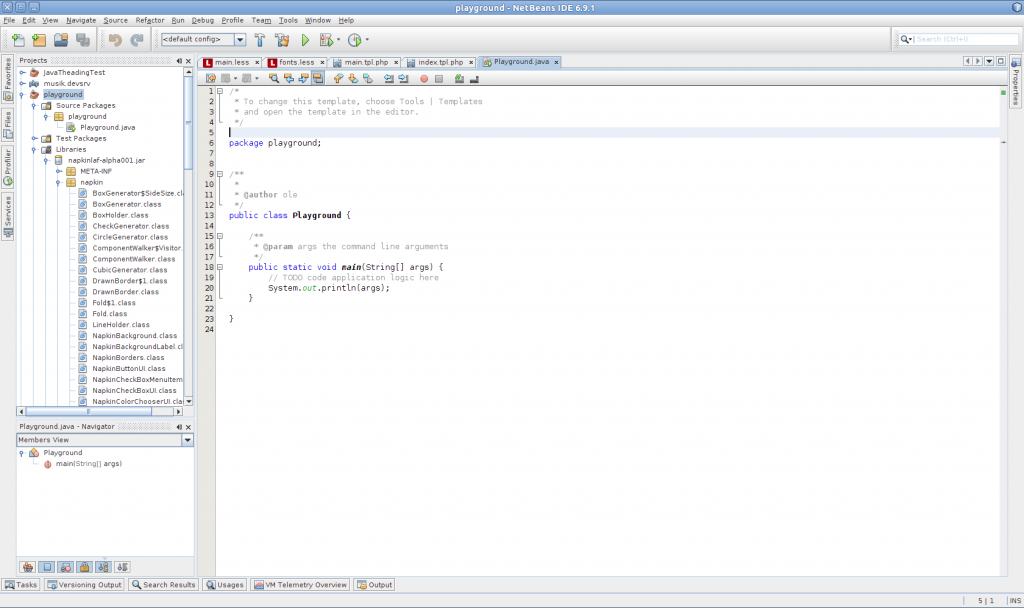 playground - NetBeans IDE 6.9.1
File Edit View Navigate Source Refactor Run Debug Profile Team Tools Window Help
<default config>
Search (Ctrl+I)
Favorites
Files
Profiler
Services
Projects
JavaTheadingTest
musik.devsrv
playground
Source Packages
playground
Playground.java
Test Packages
Libraries
napkinlaf-alpha001.jar
META-INF
napkin
BoxGenerator$SideSize.cl
BoxGenerator.class
BoxHolder.class
CheckGenerator.class
CircleGenerator.class
ComponentWalker$Visitor.
ComponentWalker.class
CubicGenerator.class
DrawnBorder$1.class
DrawnBorder.class
Fold$1.class
Fold.class
LineHolder.class
NapkinBackground.class
NapkinBackgroundLabel.cl
NapkinBorders.class
NapkinButtonUI.class
NapkinCheckBoxMenuItem
NapkinCheckBoxUI.class
NapkinColorChooserUI.clas
Playground.java - Navigator
Members View
Playground
main(String[] args)
main.less fonts.less main.tpl.php index.tpl.php Playground.java
1 /*
2 * To change this template, choose Tools | Templates
3 * and open the template in the editor.
4 */
5
6 package playground;
7
8
9 /**
10 *
11 * @author ole
12 */
13 public class Playground {
14
15 /**
16 * @param args the command line arguments
17 */
18 public static void main(String[] args) {
19 // TODO code application logic here
20 System.out.println(args);
21 }
22
23 }
24
Properties
Tasks Versioning Output Search Results Usages VM Telemetry Overview Output
5 | 1 INS